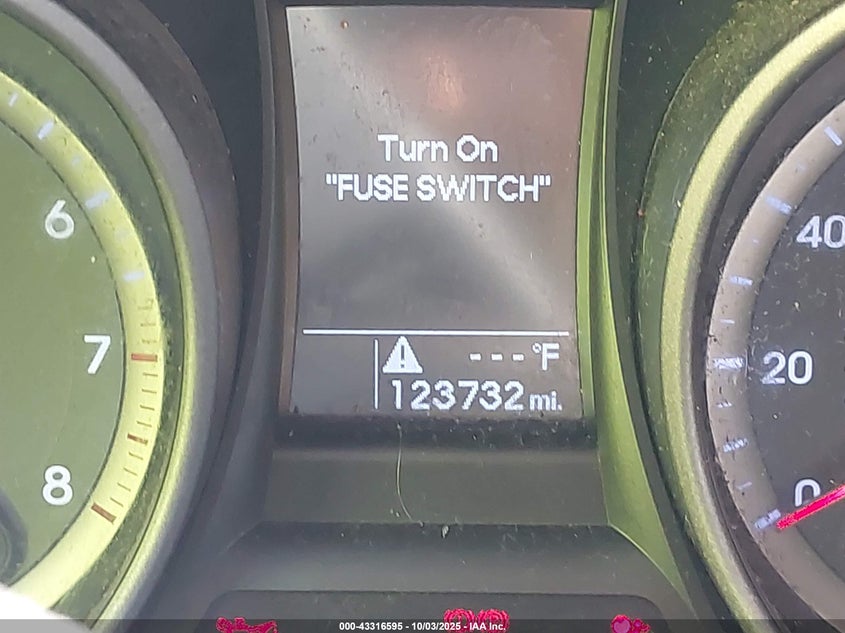 Turn On
"FUSE SWITCH"
--- °F
123732 mi.
6
7
8
40
20
0
000-43316595 - 10/03/2025 - IAA Inc.